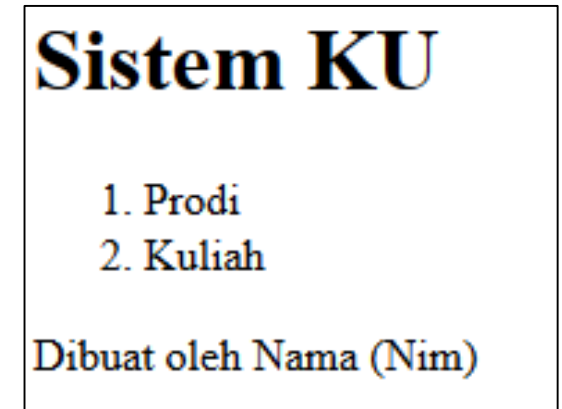 Sistem KU
1. Prodi
2. Kuliah
Dibuat oleh Nama (Nim)